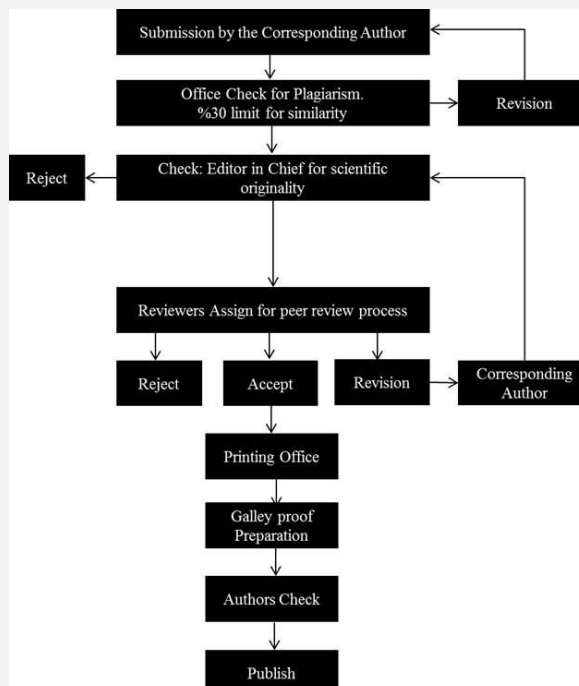 Submission by the Corresponding Author
Office Check for Plagiarism.
%30 limit for similarity
Revision
Reject
Check: Editor in Chief for scientific
originality
Reviewers Assign for peer review process
Reject
Accept
Revision
Corresponding
Author
Printing Office
Galley proof
Preparation
Authors Check
Publish